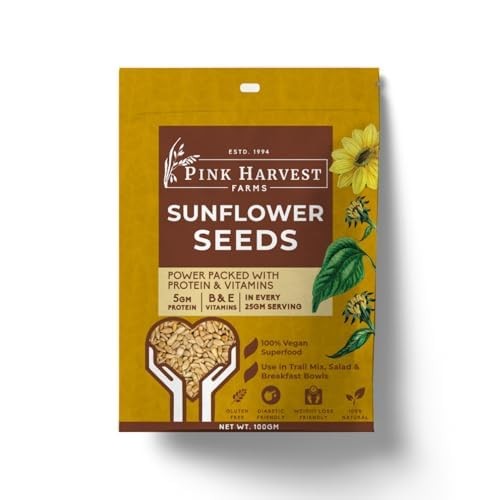 ESTD. 1994
PINK HARVEST
FARMS
SUNFLOWER
SEEDS
POWER PACKED WITH
PROTEIN & VITAMINS
5GM PROTEIN
B & E VITAMINS
IN EVERY 25GM SERVING
100% Vegan
Superfood
Use in Trail Mix, Salad &
Breakfast Bowls
GLUTEN FREE
DIABETIC FRIENDLY
WEIGHT LOSS FRIENDLY
100% NATURAL
NET WT. 100GM